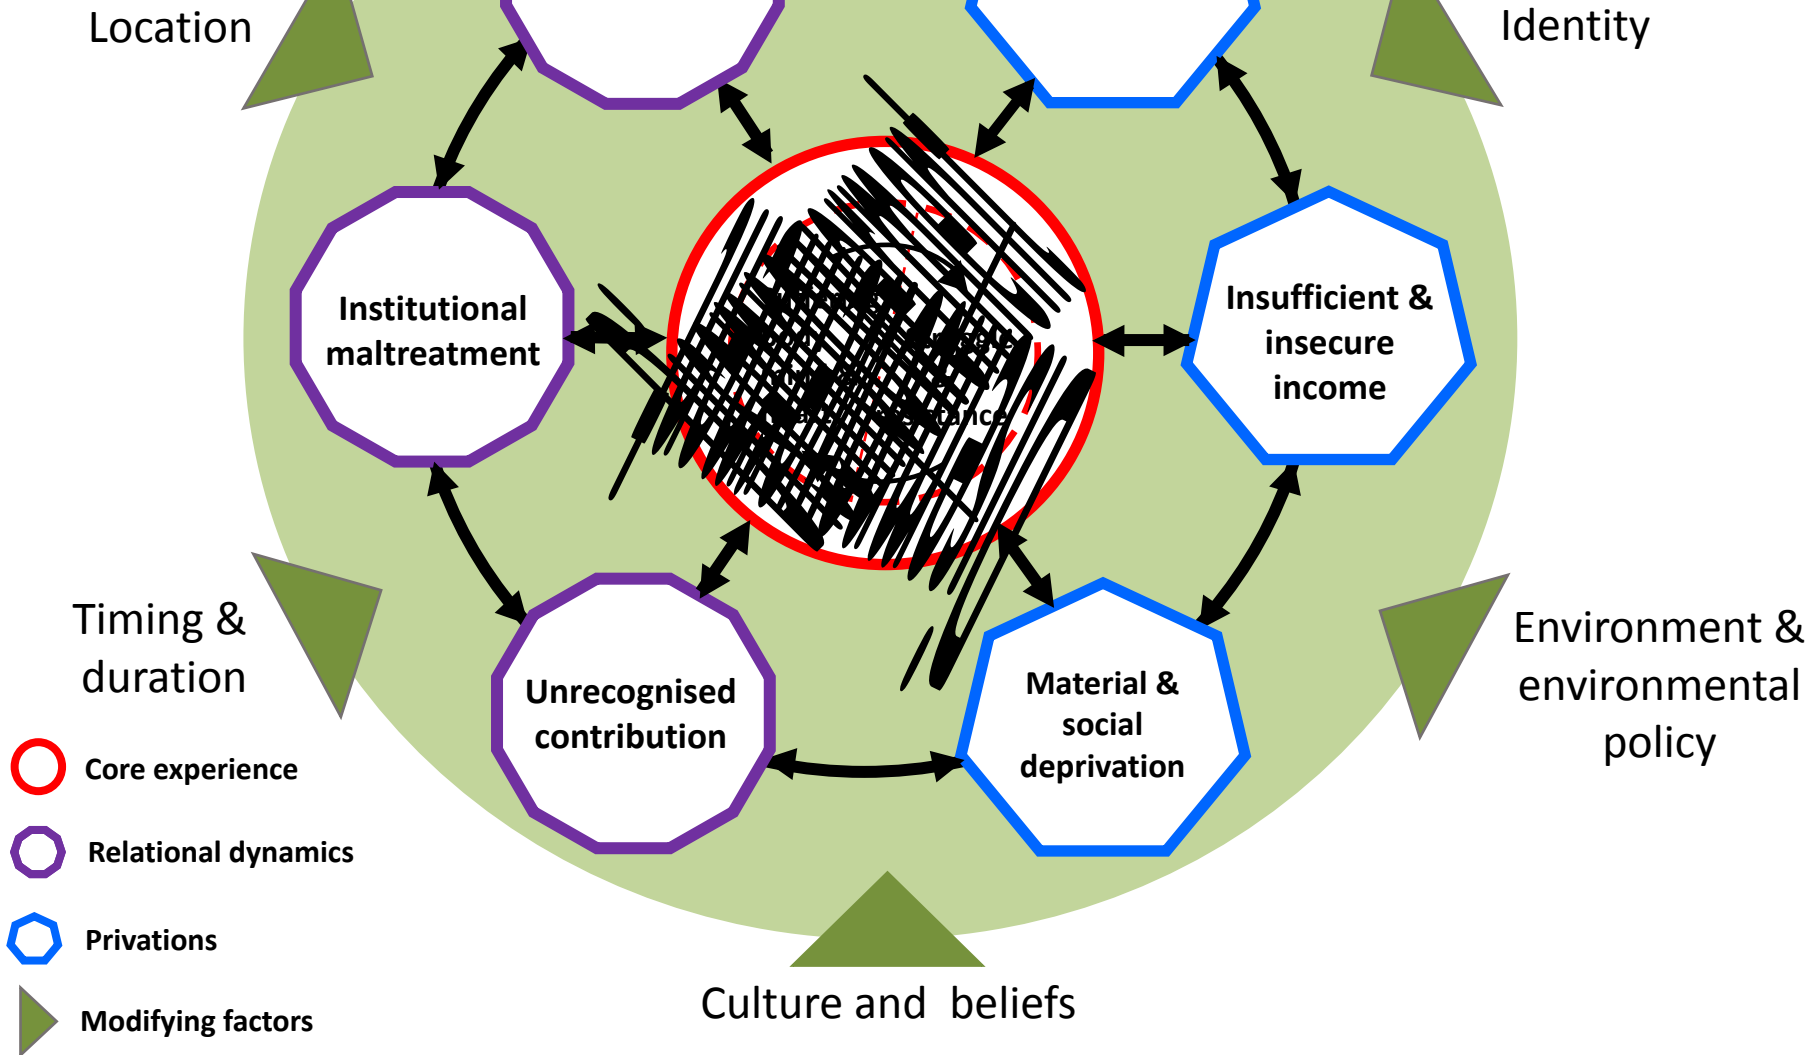 Location
Identity
Institutional
maltreatment
Insufficient &
insecure
income
Timing &
duration
Environment &
environmental
policy
Unrecognised
contribution
Material &
social
deprivation
Core experience
Relational dynamics
Privations
Modifying factors
Culture and beliefs